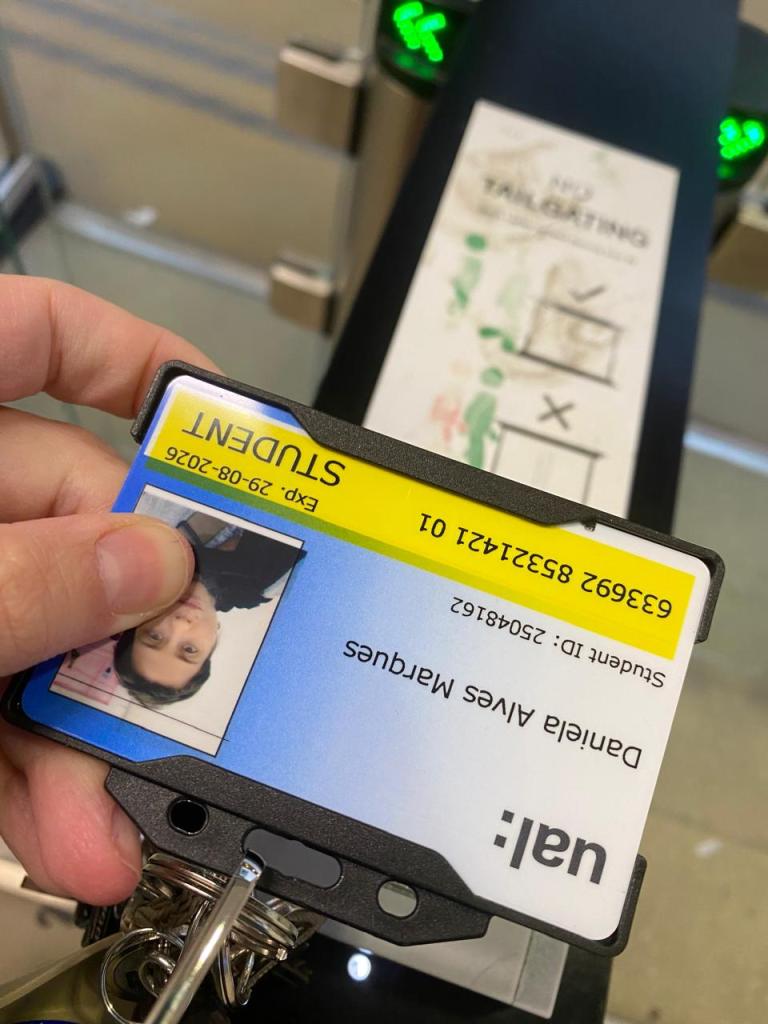 ual:
Daniela Alves Marques
Student ID: 25048162
633692 85321421 01
Exp. 29-08-2026
STUDENT
NO
TAILGATING